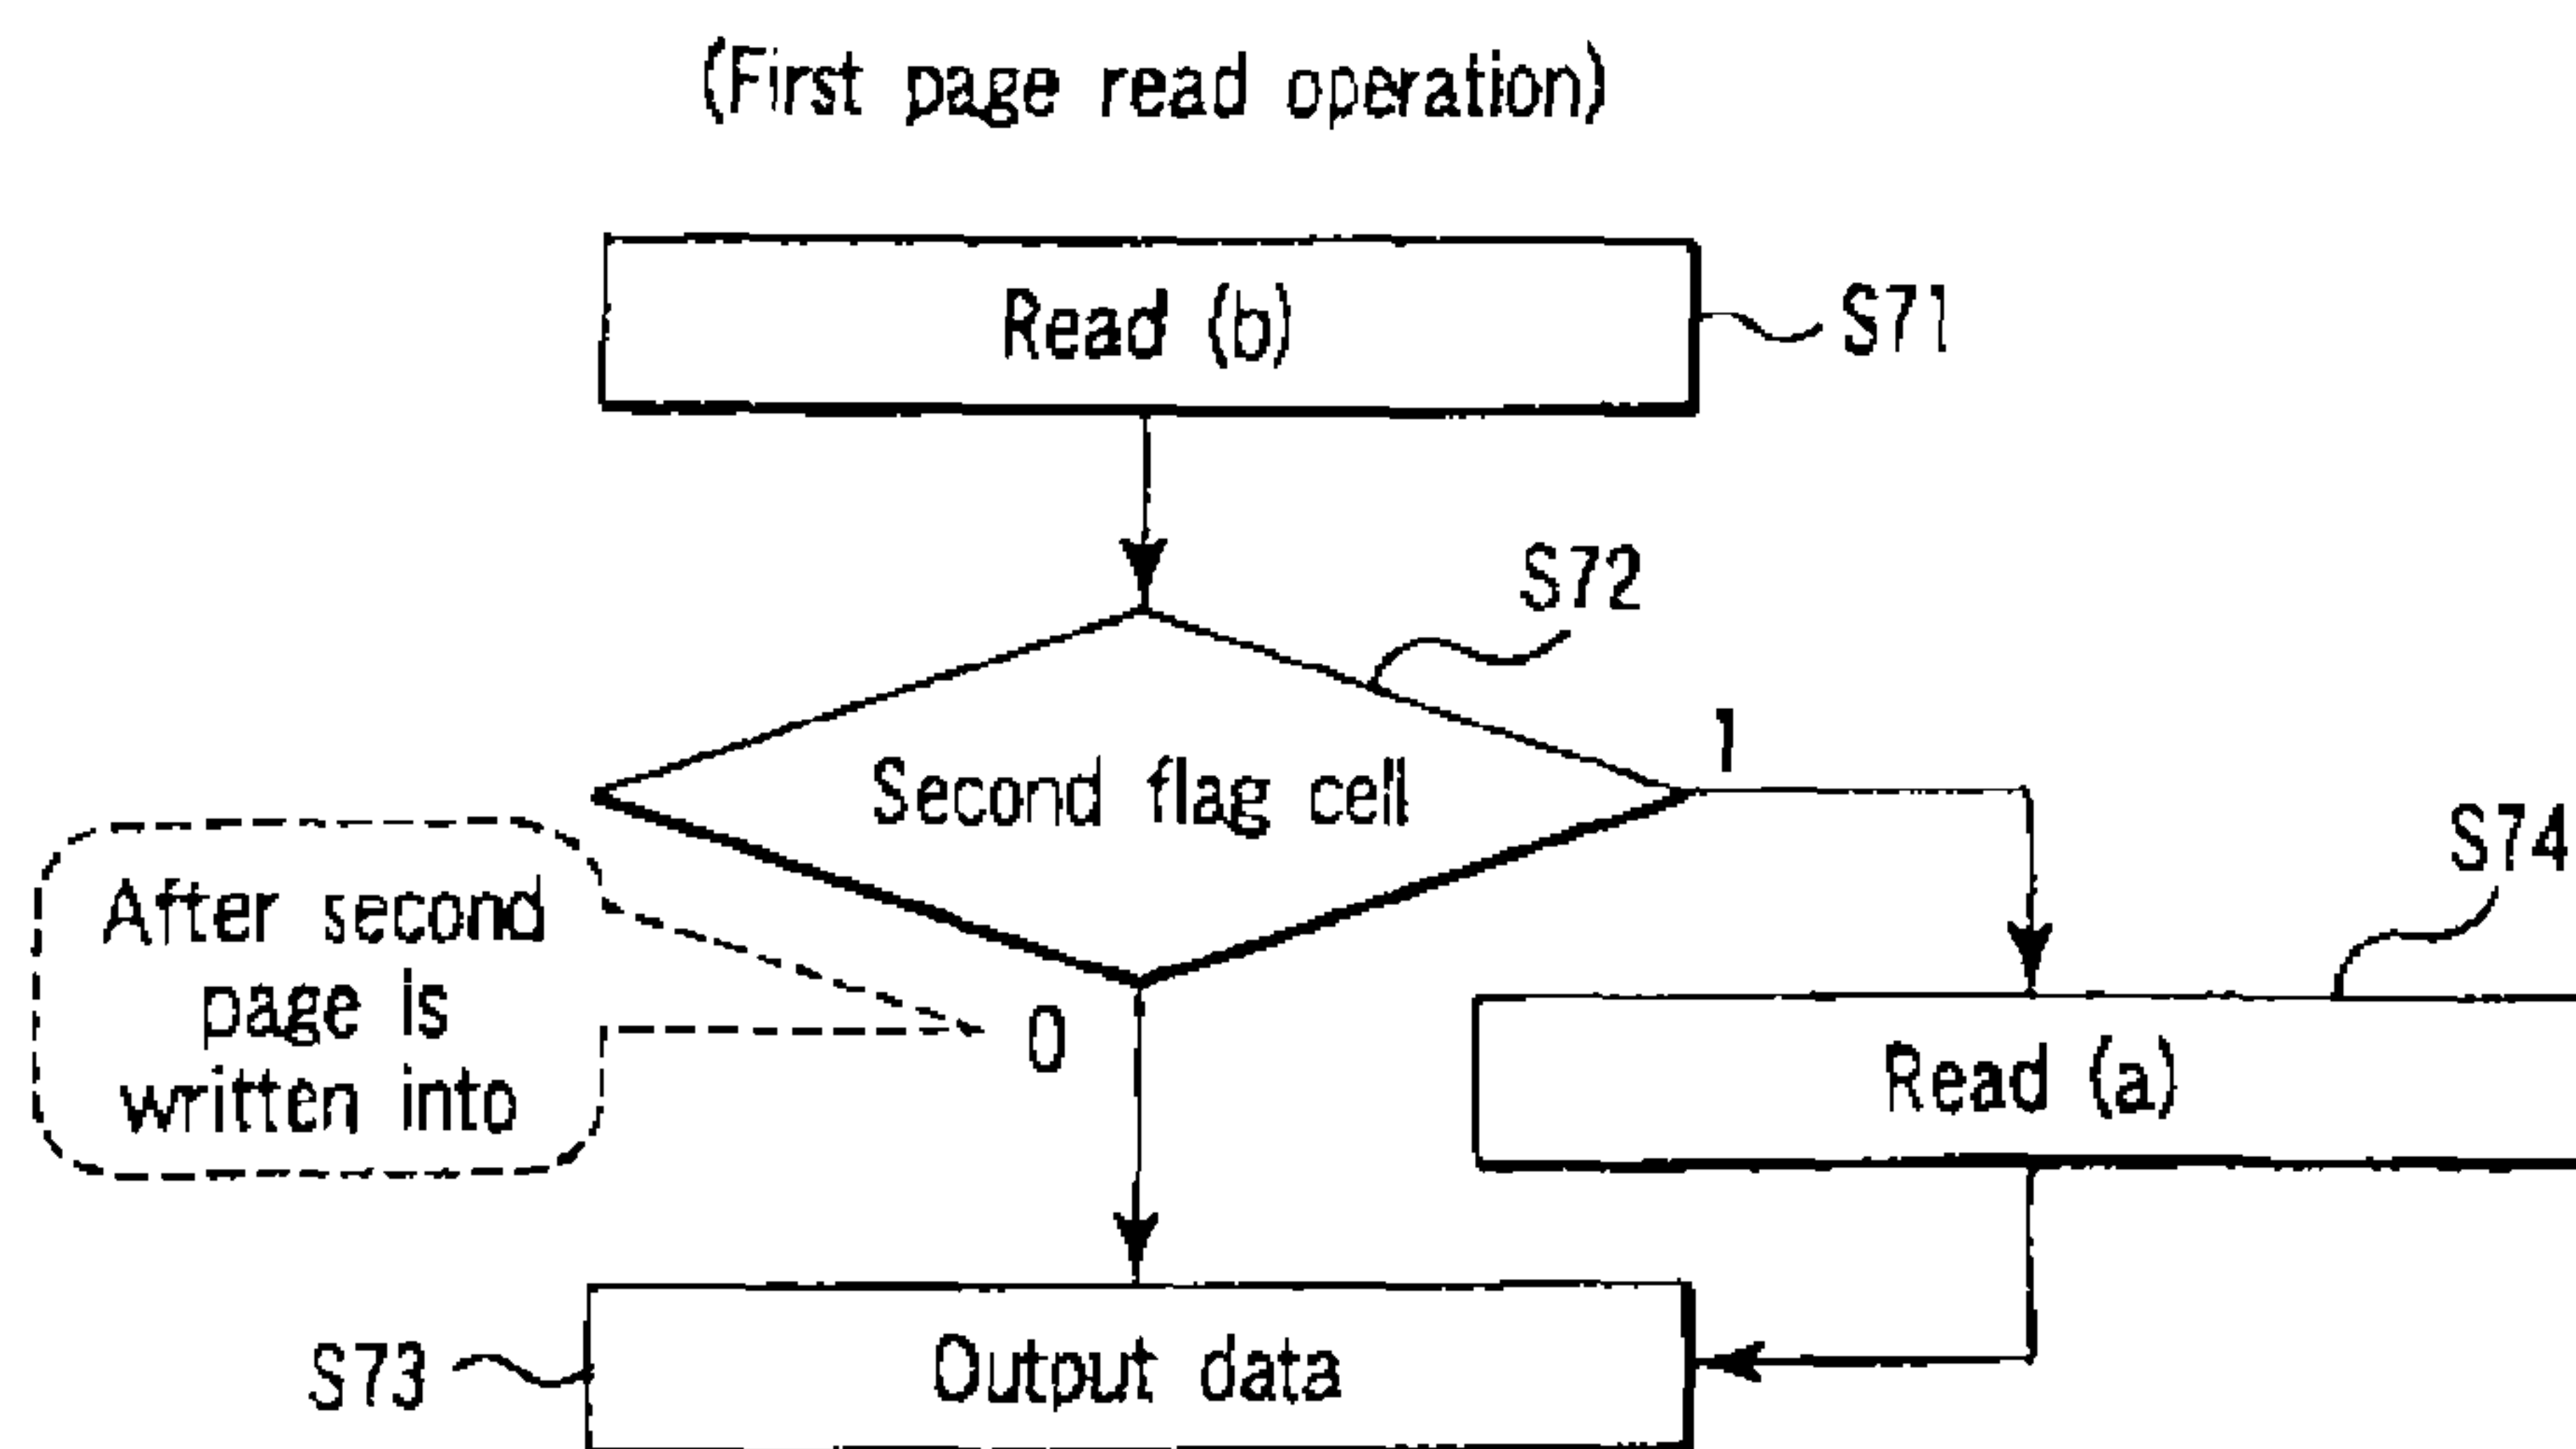 (First page read operation)
Read (b)
S71
S72
Second flag cell
1
S74
After second
page is
written into
0
Read (a)
S73
Output data